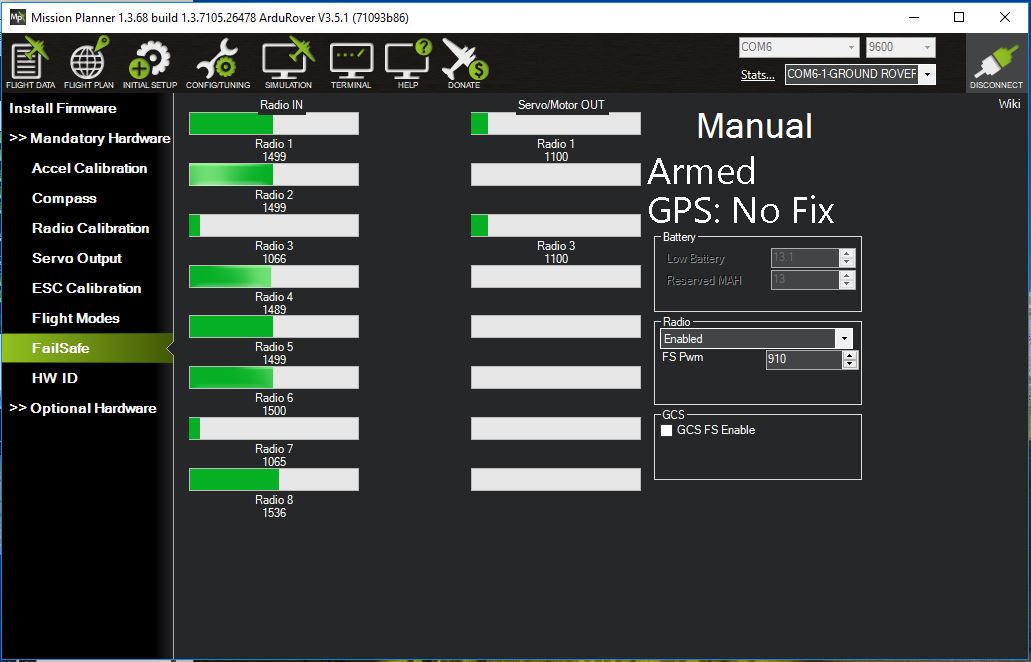 Mission Planner 1.3.68 build 1.3.7105.26478 ArduRover V3.5.1 (71093b86)
FLIGHT DATA
FLIGHT PLAN
INITIAL SETUP
CONFIG/TUNING
SIMULATION
TERMINAL
HELP
DONATE
COM6
9600
Stats...
COM6-1-GROUND ROVEF
DISCONNECT
Install Firmware
>> Mandatory Hardware
Accel Calibration
Compass
Radio Calibration
Servo Output
ESC Calibration
Flight Modes
FailSafe
HW ID
>> Optional Hardware
Wiki
Radio IN
Radio 1
1499
Radio 2
1499
Radio 3
1066
Radio 4
1489
Radio 5
1499
Radio 6
1500
Radio 7
1065
Radio 8
1536
Servo/Motor OUT
Radio 1
1100
Radio 3
1100
Manual
Armed
GPS: No Fix
Battery
Low Battery
13.1
Reserved MAH
13
Radio
Enabled
FS Pwm
910
GCS
GCS FS Enable